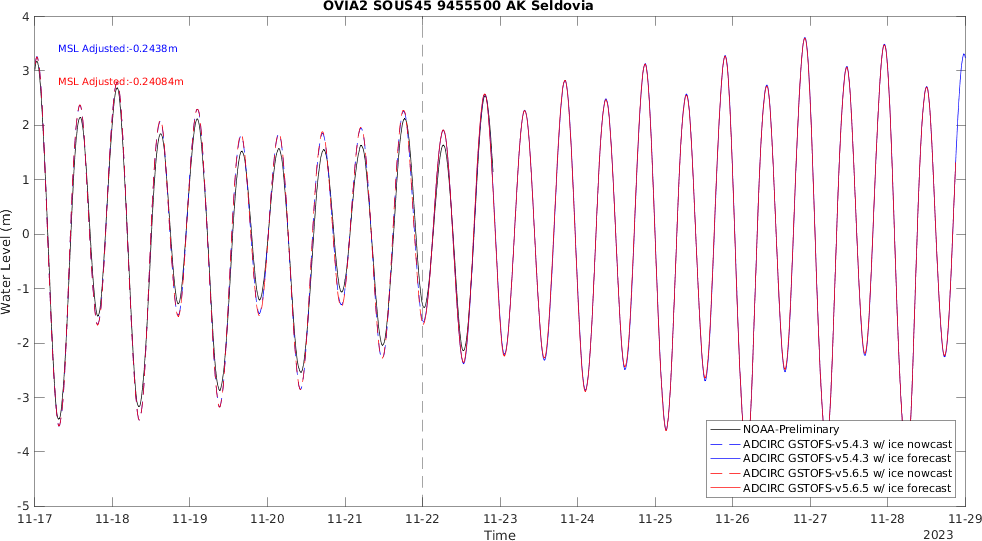 OVIA2 SOUS45 9455500 AK Seldovia
MSL Adjusted:-0.2438m
MSL Adjusted:-0.24084m
4
3
2
1
0
-1
-2
-3
-4
-5
Water Level (m)
NOAA-Preliminary
ADCIRC GSTOFS-v5.4.3 w/ ice nowcast
ADCIRC GSTOFS-v5.4.3 w/ ice forecast
ADCIRC GSTOFS-v5.6.5 w/ ice nowcast
ADCIRC GSTOFS-v5.6.5 w/ ice forecast
11-17 11-18 11-19 11-20 11-21 11-22 11-23 11-24 11-25 11-26 11-27 11-28 11-29
Time
2023